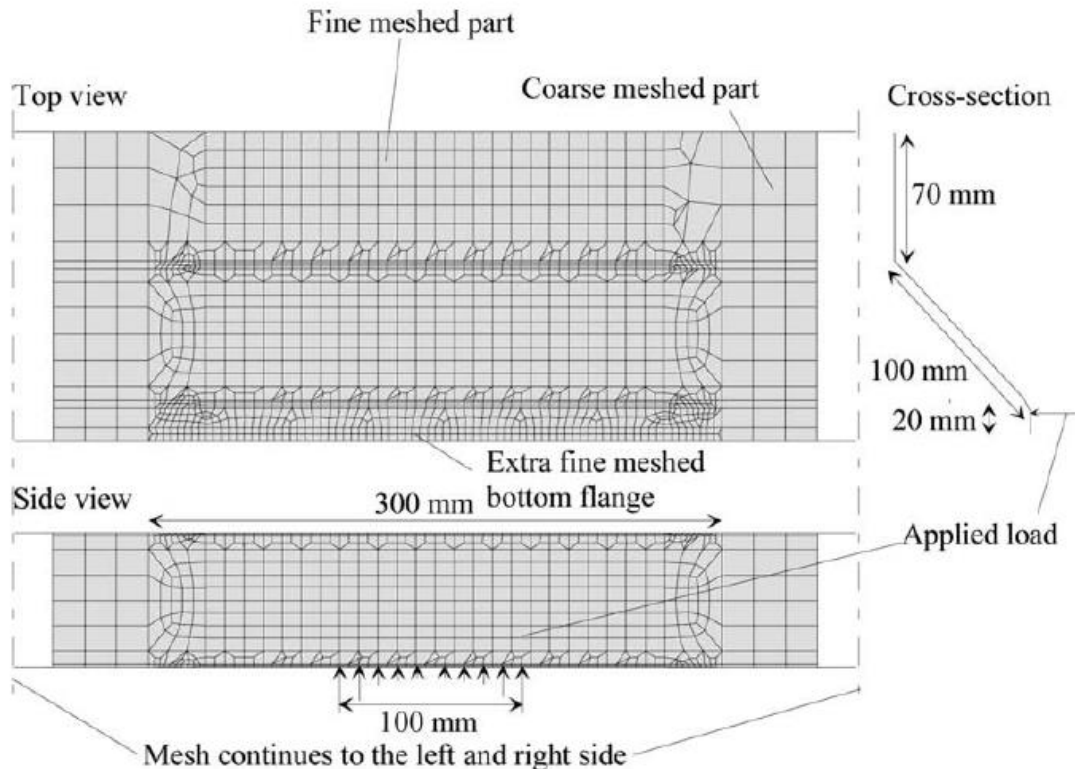 Fine meshed part
Top view
Coarse meshed part
Cross-section
70 mm
100 mm
20 mm
Extra fine meshed
bottom flange
Side view
300 mm
Applied load
100 mm
Mesh continues to the left and right side